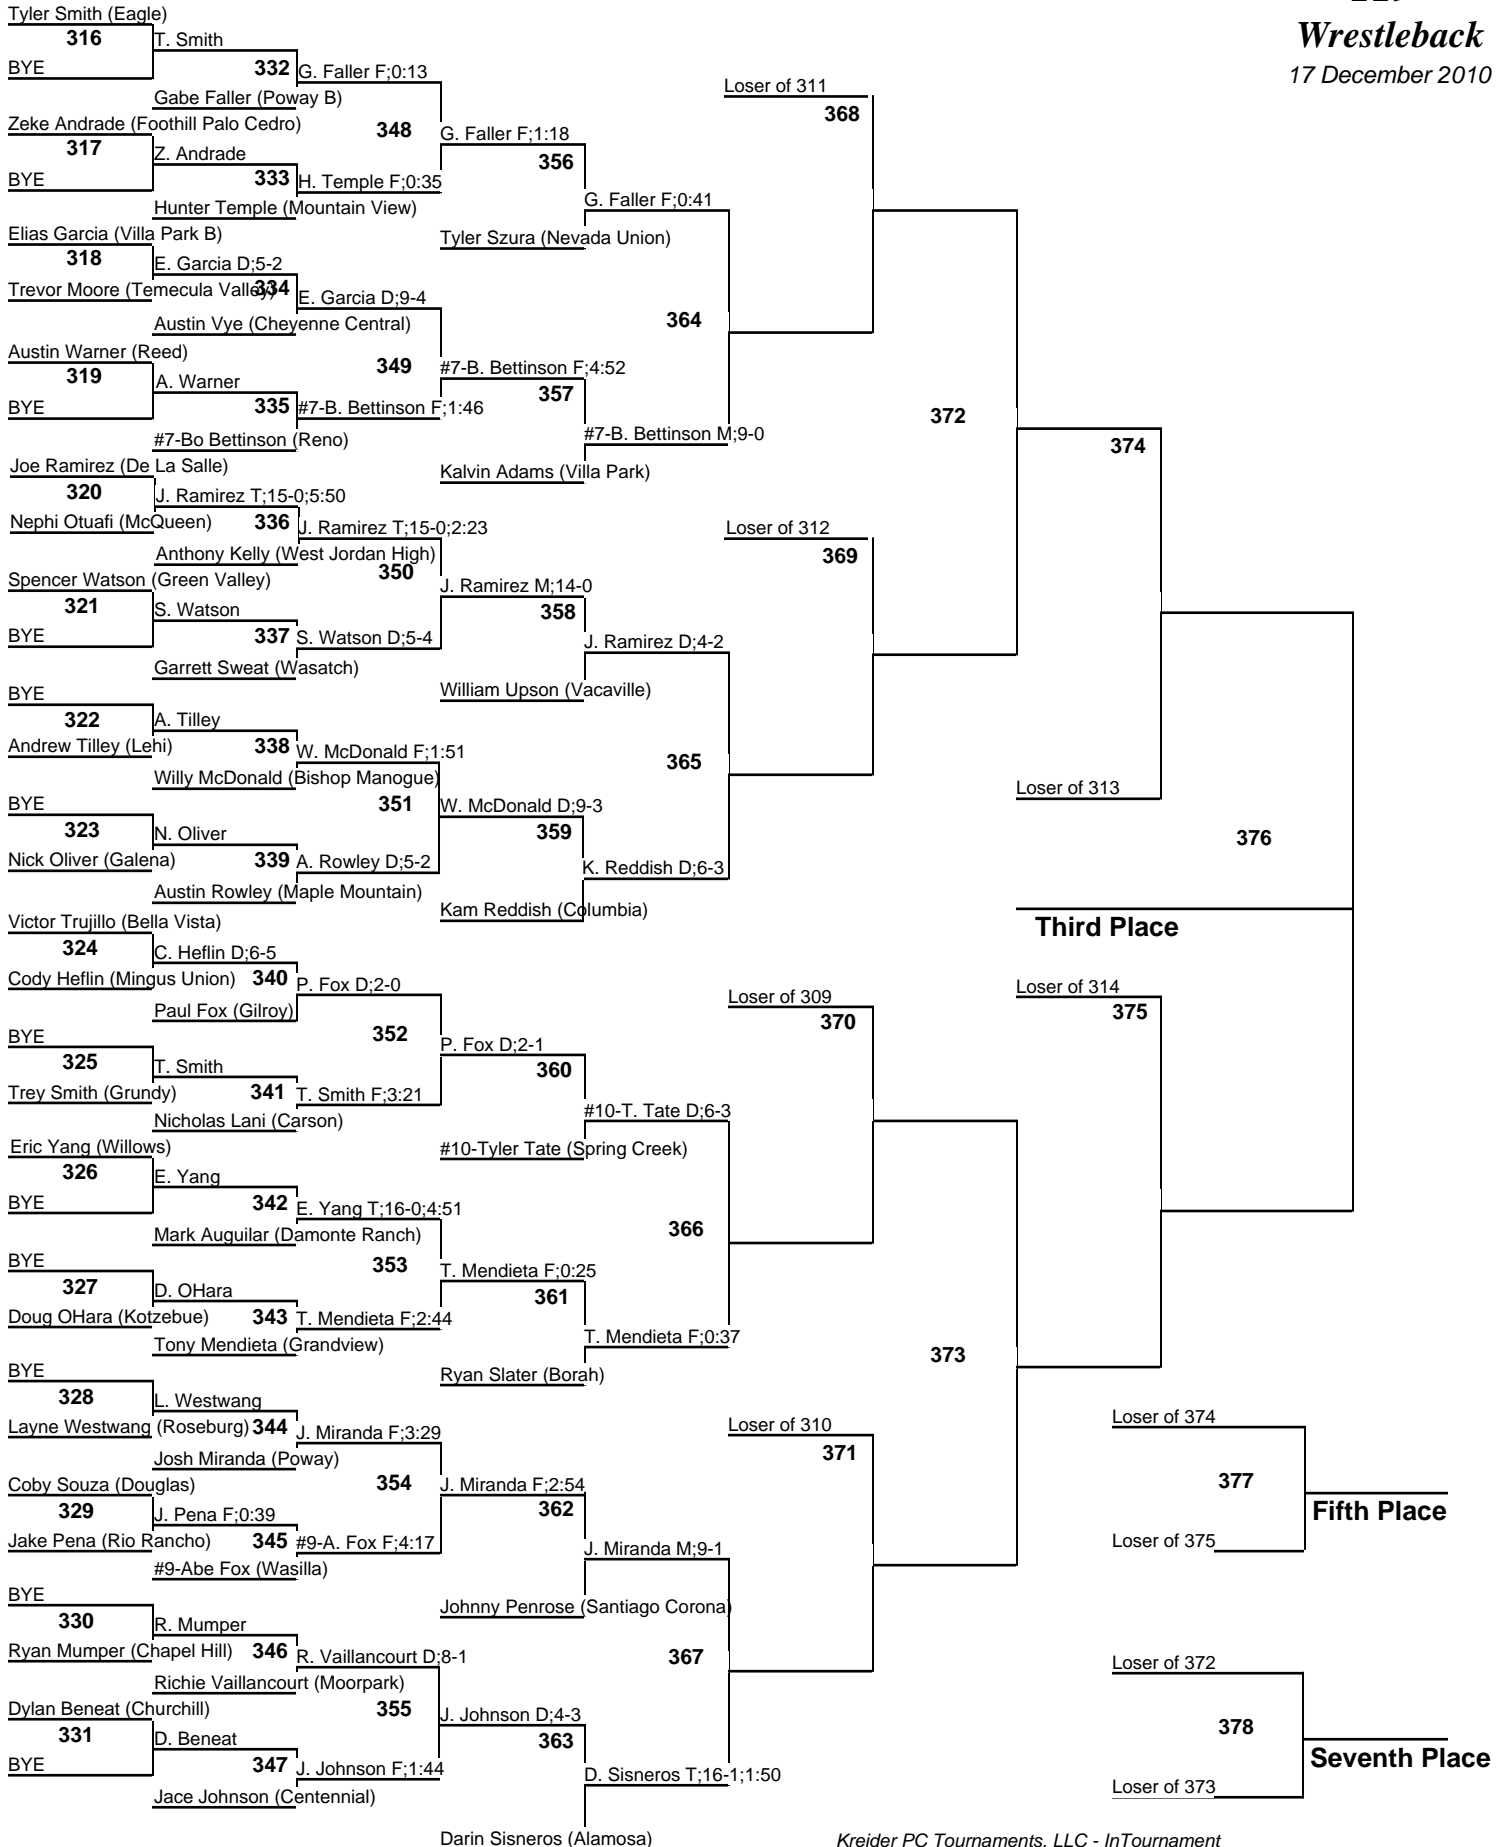 Wrestleback
17 December 2010
Tyler Smith (Eagle)
316
T. Smith
BYE
332
G. Faller F;0:13
Gabe Faller (Poway B)
Zeke Andrade (Foothill Palo Cedro)
348
G. Faller F;1:18
317
Z. Andrade
356
BYE
333
H. Temple F;0:35
G. Faller F;0:41
Hunter Temple (Mountain View)
Tyler Szura (Nevada Union)
Elias Garcia (Villa Park B)
318
E. Garcia D;5-2
Trevor Moore (Temecula Valley)
334
E. Garcia D;9-4
Austin Vye (Cheyenne Central)
364
Austin Warner (Reed)
349
#7-B. Bettinson F;4:52
319
A. Warner
357
BYE
335
#7-B. Bettinson F;1:46
#7-Bo Bettinson (Reno)
#7-B. Bettinson M;9-0
Kalvin Adams (Villa Park)
Loser of 311
368
372
374
Joe Ramirez (De La Salle)
320
J. Ramirez T;15-0;5:50
Nephi Otuafi (McQueen)
336
J. Ramirez T;15-0;2:23
Anthony Kelly (West Jordan High)
350
J. Ramirez M;14-0
Spencer Watson (Green Valley)
321
S. Watson
358
BYE
337
S. Watson D;5-4
J. Ramirez D;4-2
Garrett Sweat (Wasatch)
William Upson (Vacaville)
Loser of 312
369
BYE
322
A. Tilley
Andrew Tilley (Lehi)
338
W. McDonald F;1:51
Willy McDonald (Bishop Manogue)
365
351
W. McDonald D;9-3
BYE
323
N. Oliver
359
Nick Oliver (Galena)
339
A. Rowley D;5-2
K. Reddish D;6-3
Austin Rowley (Maple Mountain)
Kam Reddish (Columbia)
Loser of 313
376
Third Place
Victor Trujillo (Bella Vista)
324
C. Heflin D;6-5
Cody Heflin (Mingus Union)
340
P. Fox D;2-0
Paul Fox (Gilroy)
352
P. Fox D;2-1
BYE
325
T. Smith
360
Trey Smith (Grundy)
341
T. Smith F;3:21
#10-T. Tate D;6-3
Nicholas Lani (Carson)
#10-Tyler Tate (Spring Creek)
Loser of 309
370
Loser of 314
375
Eric Yang (Willows)
326
E. Yang
BYE
342
E. Yang T;16-0;4:51
Mark Auguilar (Damonte Ranch)
366
353
T. Mendieta F;0:25
BYE
327
D. OHara
361
Doug OHara (Kotzebue)
343
T. Mendieta F;2:44
T. Mendieta F;0:37
Tony Mendieta (Grandview)
373
Ryan Slater (Borah)
BYE
328
L. Westwang
Layne Westwang (Roseburg)
344
J. Miranda F;3:29
Josh Miranda (Poway)
Loser of 310
371
Loser of 374
377
Fifth Place
Loser of 375
Coby Souza (Douglas)
354
J. Miranda F;2:54
329
J. Pena F;0:39
362
Jake Pena (Rio Rancho)
345
#9-A. Fox F;4:17
J. Miranda M;9-1
#9-Abe Fox (Wasilla)
Johnny Penrose (Santiago Corona)
BYE
330
R. Mumper
Ryan Mumper (Chapel Hill)
346
R. Vaillancourt D;8-1
367
Richie Vaillancourt (Moorpark)
Dylan Beneat (Churchill)
355
J. Johnson D;4-3
331
D. Beneat
363
BYE
347
J. Johnson F;1:44
D. Sisneros T;16-1;1:50
Jace Johnson (Centennial)
Loser of 372
378
Seventh Place
Loser of 373
Darin Sisneros (Alamosa)
Kreider PC Tournaments, LLC - InTournament